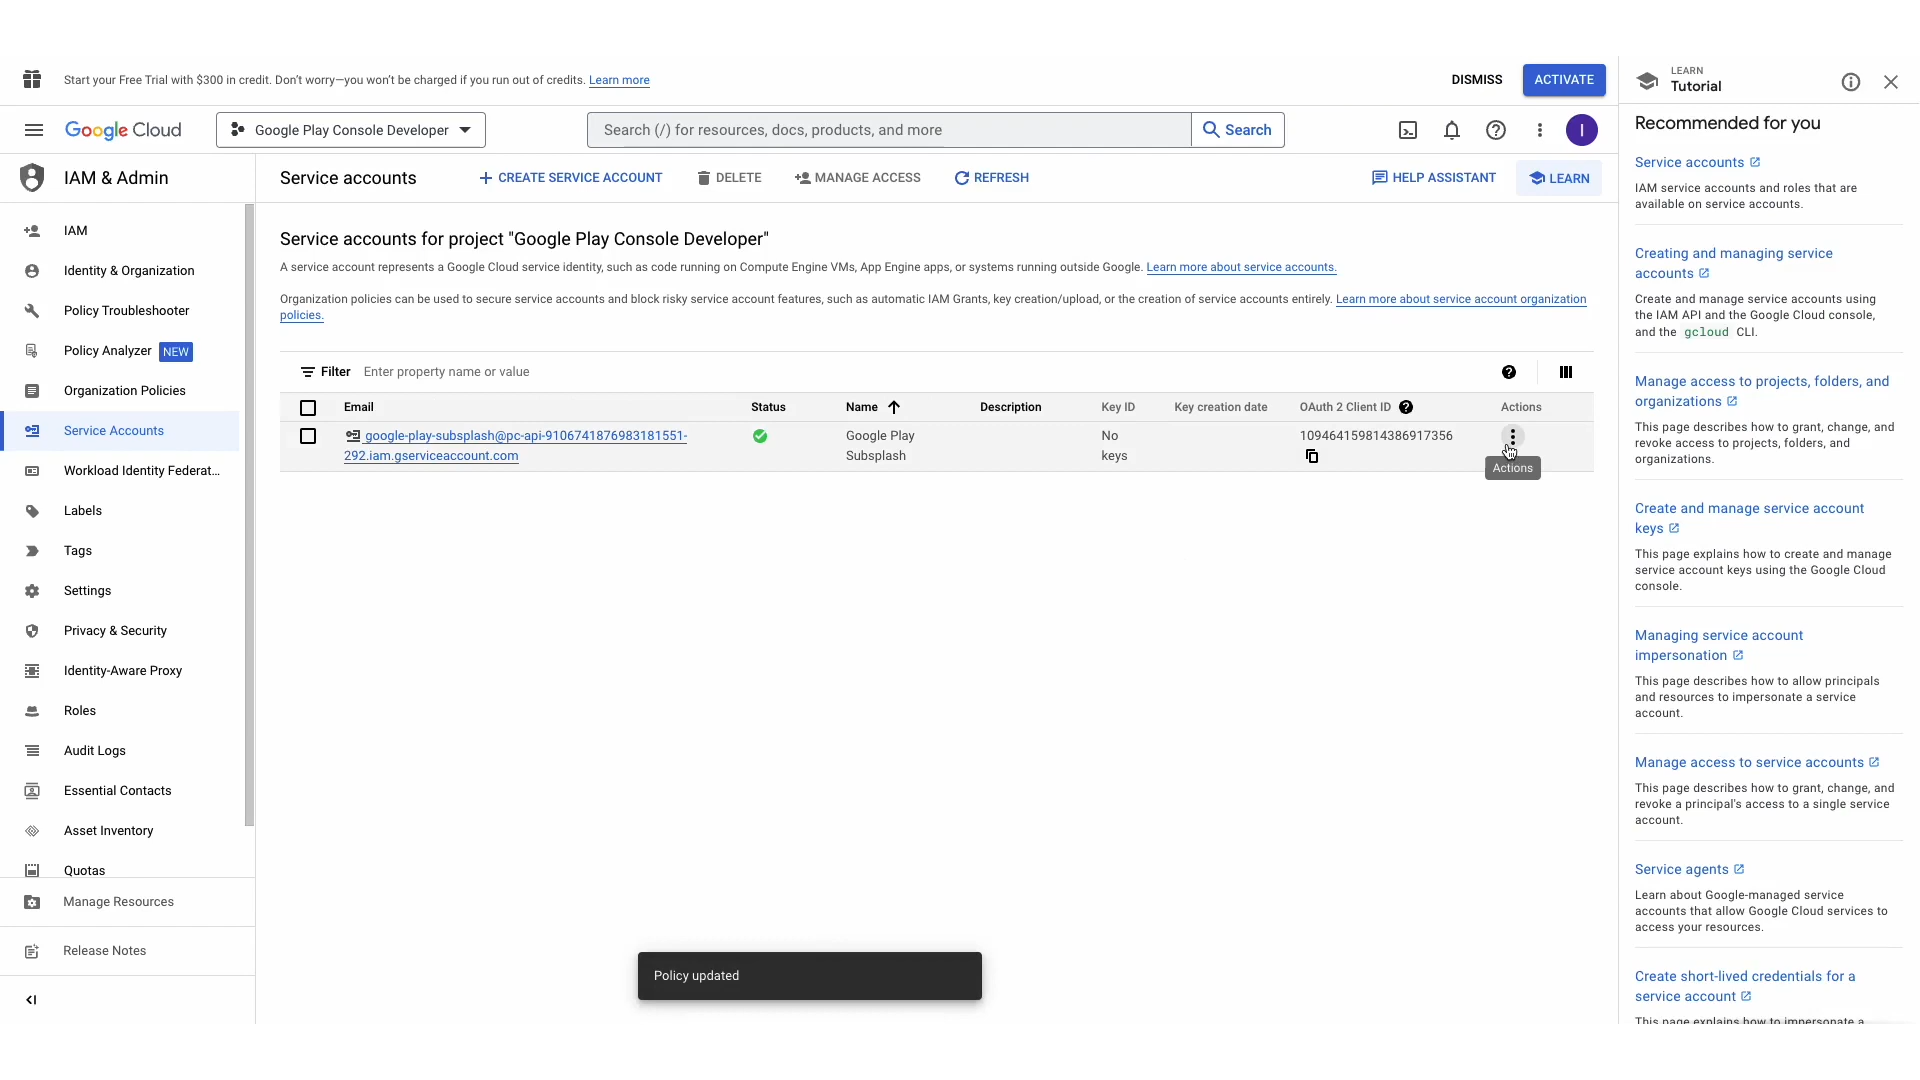 Start your Free Trial with $300 in credit. Don't worry—you won't be charged if you run out of credits. Learn more
DISMISS
ACTIVATE
LEARN
Tutorial
Google Cloud
Google Play Console Developer
Search (/) for resources, docs, products, and more
Search
I
IAM & Admin
Service accounts
CREATE SERVICE ACCOUNT
DELETE
MANAGE ACCESS
REFRESH
HELP ASSISTANT
LEARN
IAM
Identity & Organization
Policy Troubleshooter
Policy Analyzer NEW
Organization Policies
Service Accounts
Workload Identity Federat...
Labels
Tags
Settings
Privacy & Security
Identity-Aware Proxy
Roles
Audit Logs
Essential Contacts
Asset Inventory
Quotas
Manage Resources
Release Notes
Service accounts for project "Google Play Console Developer"
A service account represents a Google Cloud service identity, such as code running on Compute Engine VMs, App Engine apps, or systems running outside Google. Learn more about service accounts.
Organization policies can be used to secure service accounts and block risky service account features, such as automatic IAM Grants, key creation/upload, or the creation of service accounts entirely. Learn more about service account organization
policies.
Filter Enter property name or value
Email Status Name Description Key ID Key creation date OAuth 2 Client ID Actions
google-play-subsplash@pc-api-9106741876983181551- Google Play No 109464159814386917356
292.iam.gserviceaccount.com Subsplash keys
Actions
Policy updated
Recommended for you
Service accounts
IAM service accounts and roles that are
available on service accounts.
Creating and managing service
accounts
Create and manage service accounts using
the IAM API and the Google Cloud console,
and the gcloud CLI.
Manage access to projects, folders, and
organizations
This page describes how to grant, change, and
revoke access to projects, folders, and
organizations.
Create and manage service account
keys
This page explains how to create and manage
service account keys using the Google Cloud
console.
Managing service account
impersonation
This page describes how to allow principals
and resources to impersonate a service
account.
Manage access to service accounts
This page describes how to grant, change, and
revoke a principal's access to a single service
account.
Service agents
Learn about Google-managed service
accounts that allow Google Cloud services to
access your resources.
Create short-lived credentials for a
service account
This page explains how to impersonate a